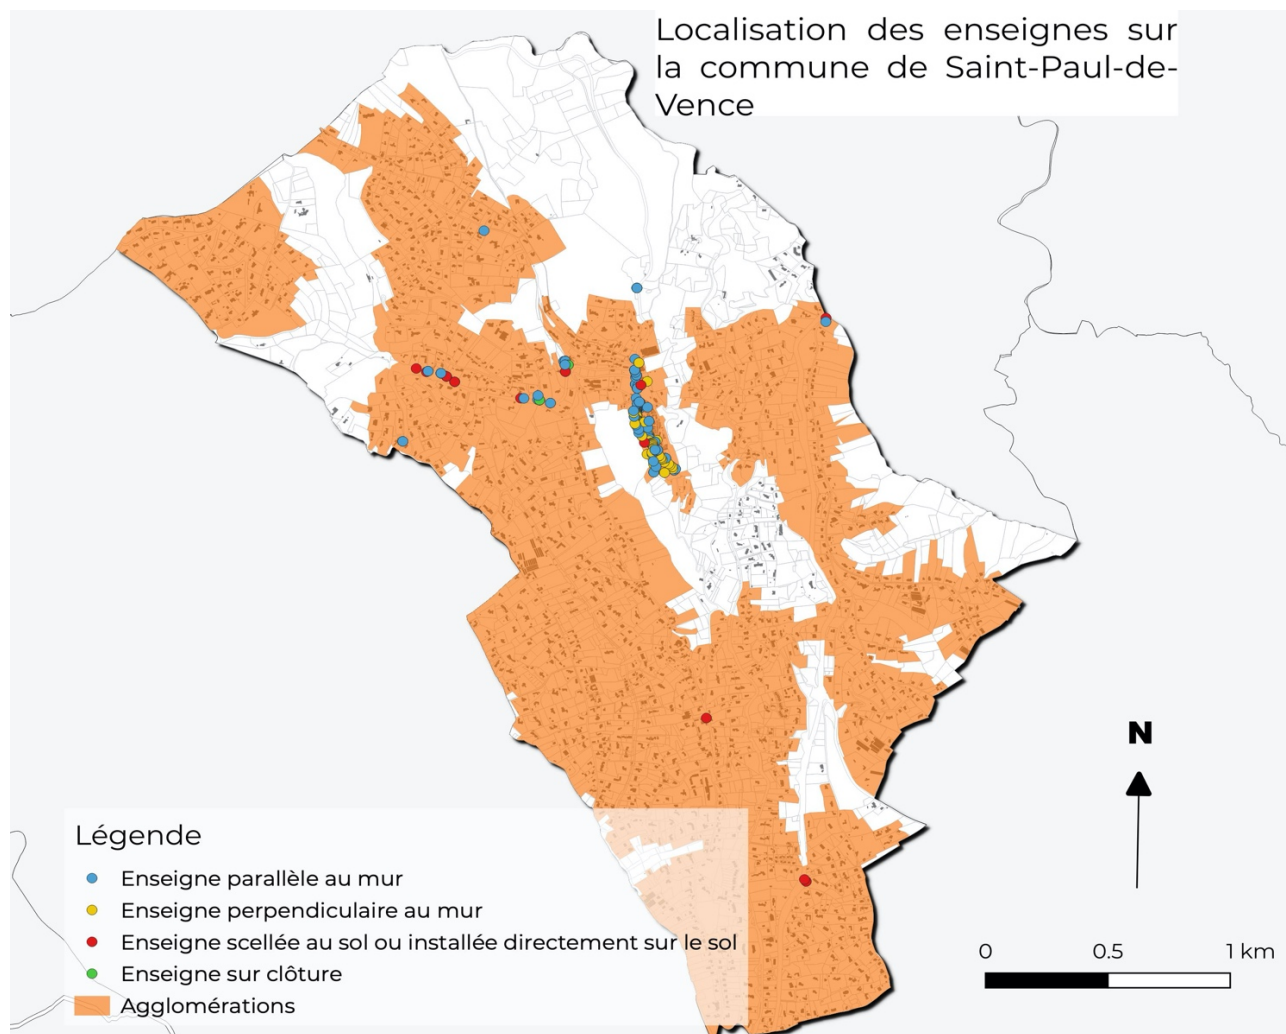 Localisation des enseignes sur
la commune de Saint-Paul-de-
Vence
N
Légende
Enseigne parallèle au mur
Enseigne perpendiculaire au mur
Enseigne scellée au sol ou installée directement sur le sol
Enseigne sur clôture
Agglomérations
0 0.5 1 km